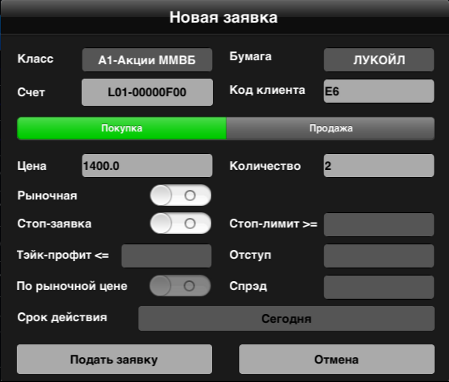 Новая заявка
Класс A1-Акции ММВБ Бумага ЛУКОЙЛ
Счет L01-00000F00 Код клиента E6
Покупка Продажа
Цена 1400.0 Количество 2
Рыночная
Стоп-заявка Стоп-лимит >=
Тэйк-профит <= Отступ
По рыночной цене Спрэд
Срок действия Сегодня
Подать заявку Отмена